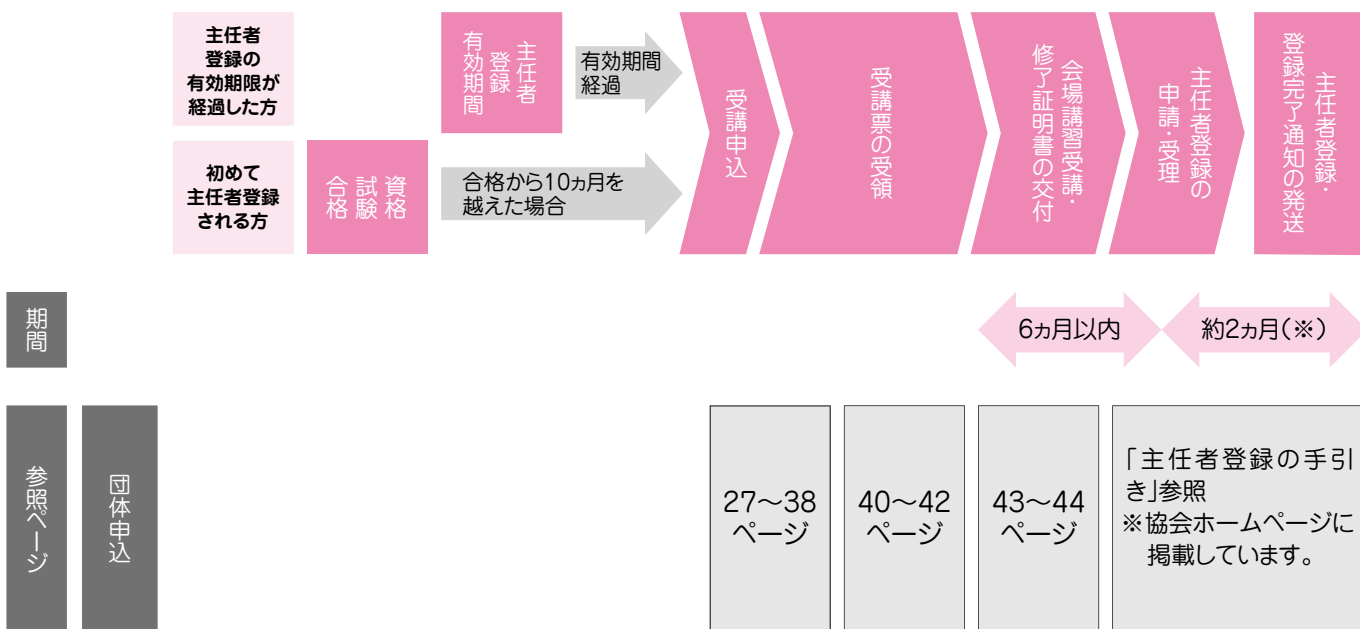 主任者
登録の
有効期限が
経過した方
主任者
登録
有効期間
有効期間
経過
初めて
主任者登録
される方
資格
試験
合格
合格から10ヵ月を
越えた場合
受講申込
受講票の受領
会場講習受講・
修了証明書の交付
主任者登録の
申請・受理
主任者登録・
登録完了通知の発送
期間
6ヵ月以内
約2ヵ月(※)
参照ページ
団体申込
27〜38
ページ
40〜42
ページ
43〜44
ページ
「主任者登録の手引
き」参照
※協会ホームページに
掲載しています。